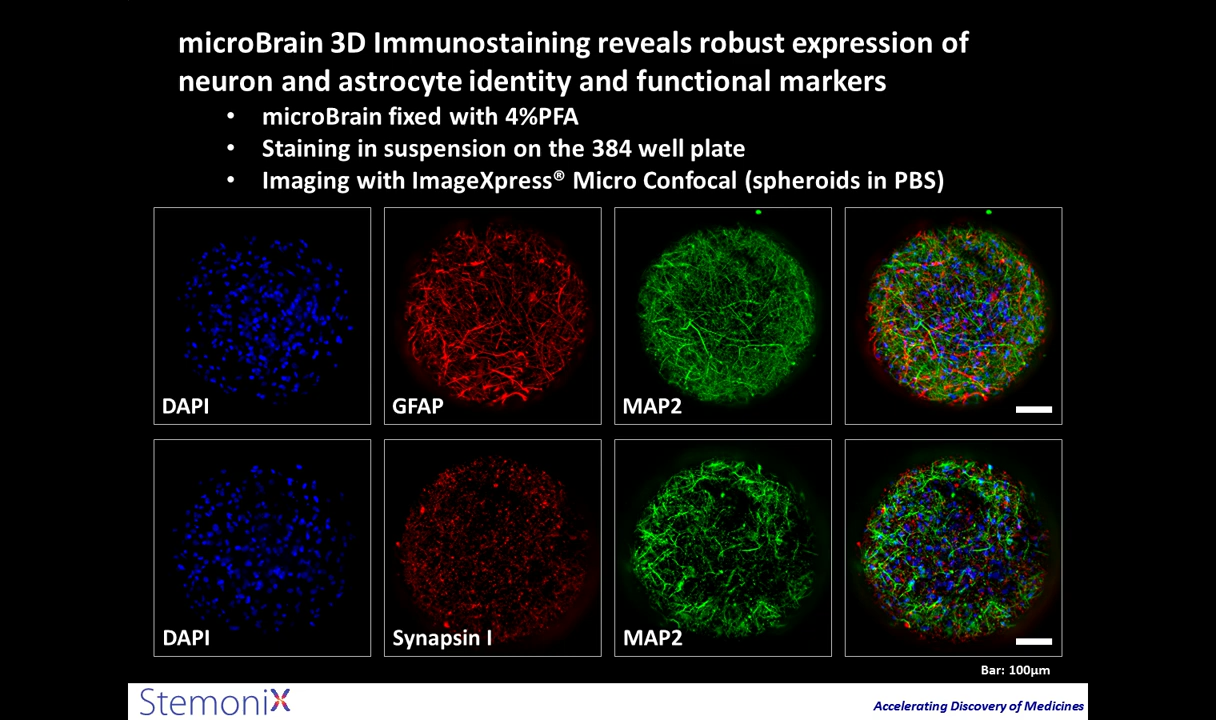 microBrain 3D Immunostaining reveals robust expression of
neuron and astrocyte identity and functional markers
• microBrain fixed with 4%PFA
• Staining in suspension on the 384 well plate
• Imaging with ImageXpress® Micro Confocal (spheroids in PBS)
DAPI
GFAP
MAP2
DAPI
Synapsin I
MAP2
Bar: 100µm
StemoniX
Accelerating Discovery of Medicines